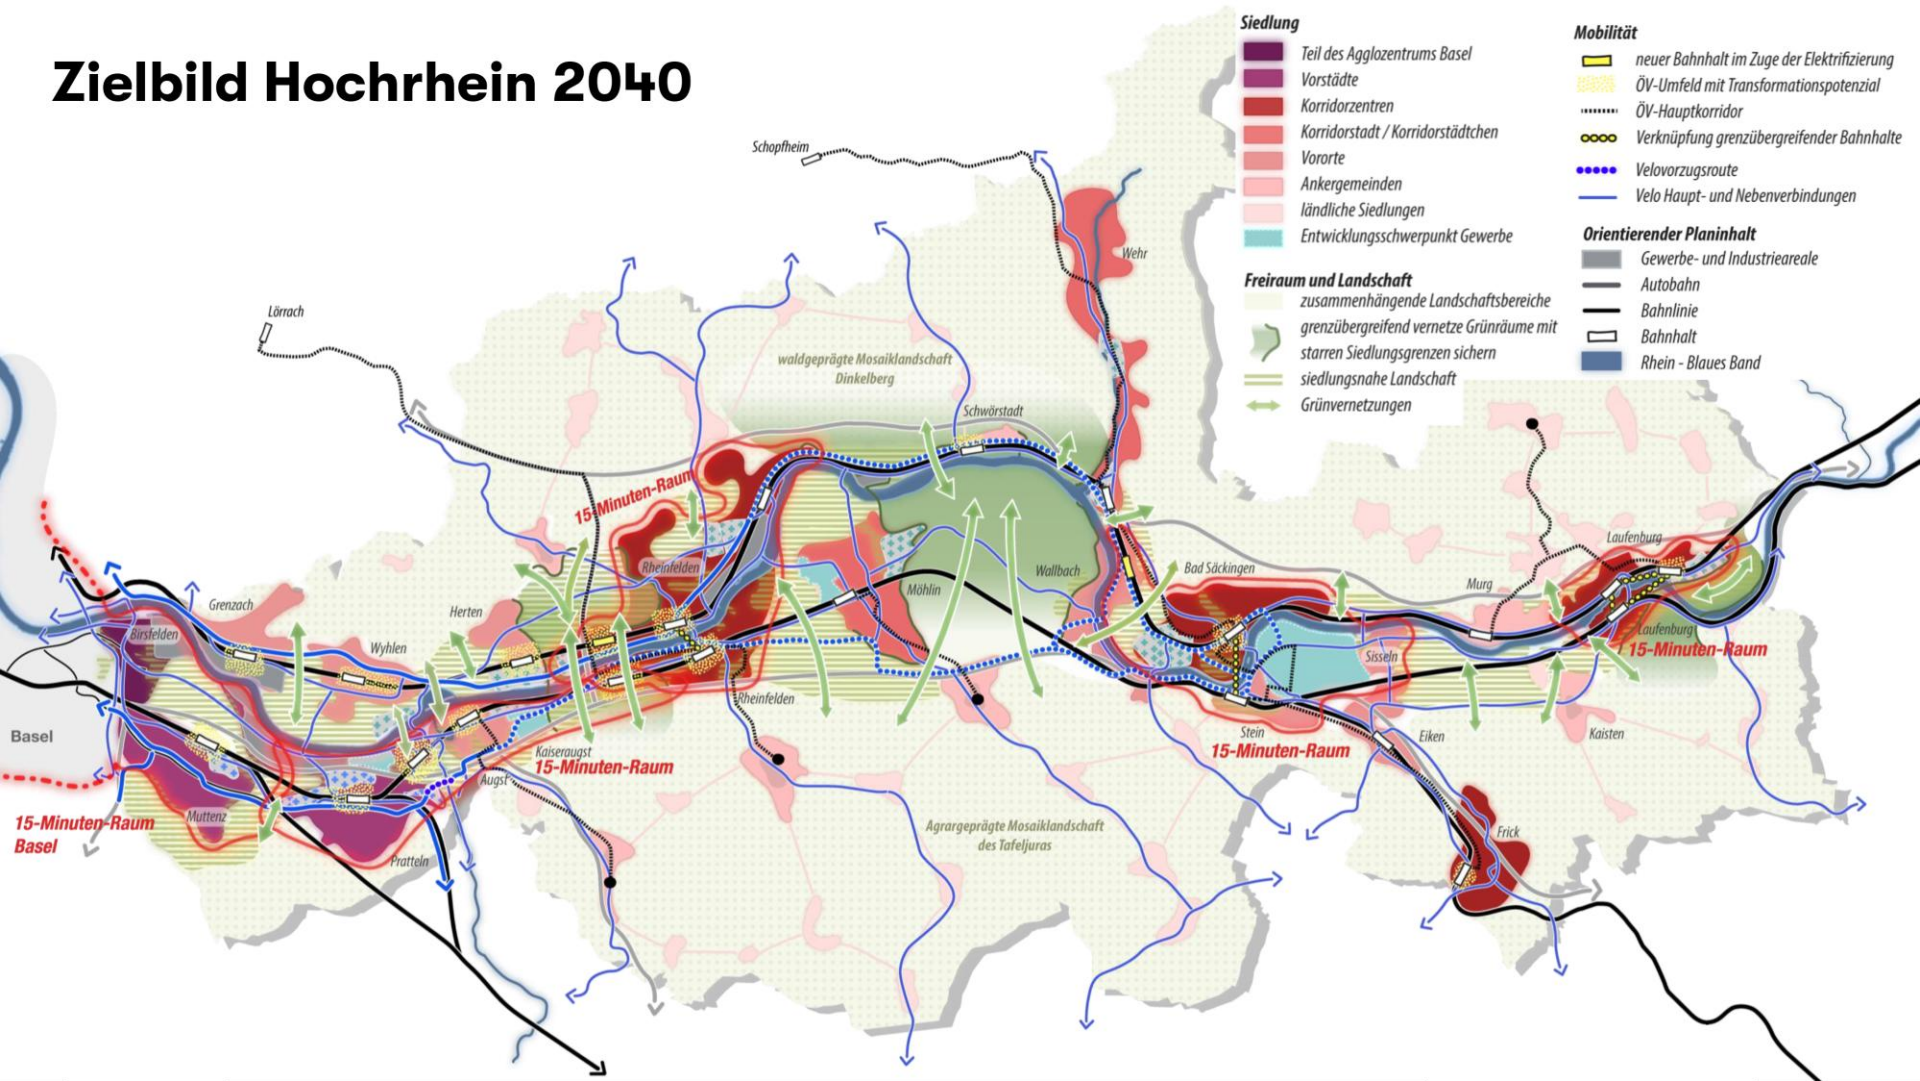 Zielbild Hochrhein 2040
Siedlung
Teil des Agglozentrums Basel
Vorstädte
Korridorzentren
Korridorstadt / Korridorstädtchen
Vororte
Ankergemeinden
ländliche Siedlungen
Entwicklungsschwerpunkt Gewerbe
Freiraum und Landschaft
zusammenhängende Landschaftsbereiche
grenzübergreifend vernetze Grünräume mit
starren Siedlungsgrenzen sichern
siedlungsnahe Landschaft
Grünvernetzungen
Mobilität
neuer Bahnhalt im Zuge der Elektrifizierung
ÖV-Umfeld mit Transformationspotenzial
ÖV-Hauptkorridor
Verknüpfung grenzübergreifender Bahnhalte
Velovorzugsroute
Velo Haupt- und Nebenverbindungen
Orientierender Planinhalt
Gewerbe- und Industrieareale
Autobahn
Bahnlinie
Bahnhalt
Rhein - Blaues Band
Schopfheim
Wehr
Lörrach
waldgeprägte Mosaiklandschaft
Dinkelberg
Schwörstadt
15-Minuten-Raum
Rheinfelden
Laufenburg
Grenzach
Herten
Möhlin
Wallbach
Bad Säckingen
Murg
Birsfelden
Wyhlen
Laufenburg
15-Minuten-Raum
Sisseln
Rheinfelden
Basel
Stein
Eiken
Kaisten
15-Minuten-Raum
Kaiseraugst
15-Minuten-Raum
Augst
15-Minuten-Raum
Basel
Muttenz
Pratteln
Agrargeprägte Mosaiklandschaft
des Tafeljuras
Frick